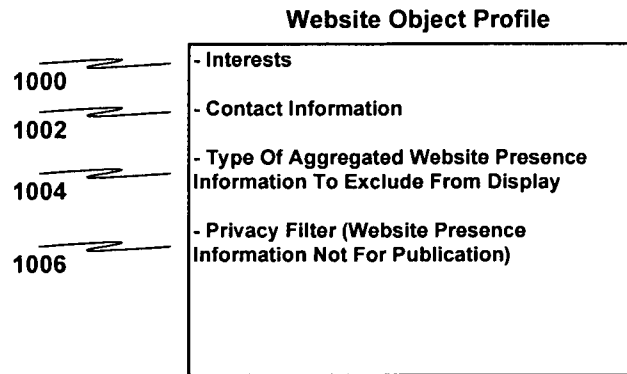 Website Object Profile
1000
- Interests
1002
- Contact Information
1004
- Type Of Aggregated Website Presence
Information To Exclude From Display
1006
- Privacy Filter (Website Presence
Information Not For Publication)